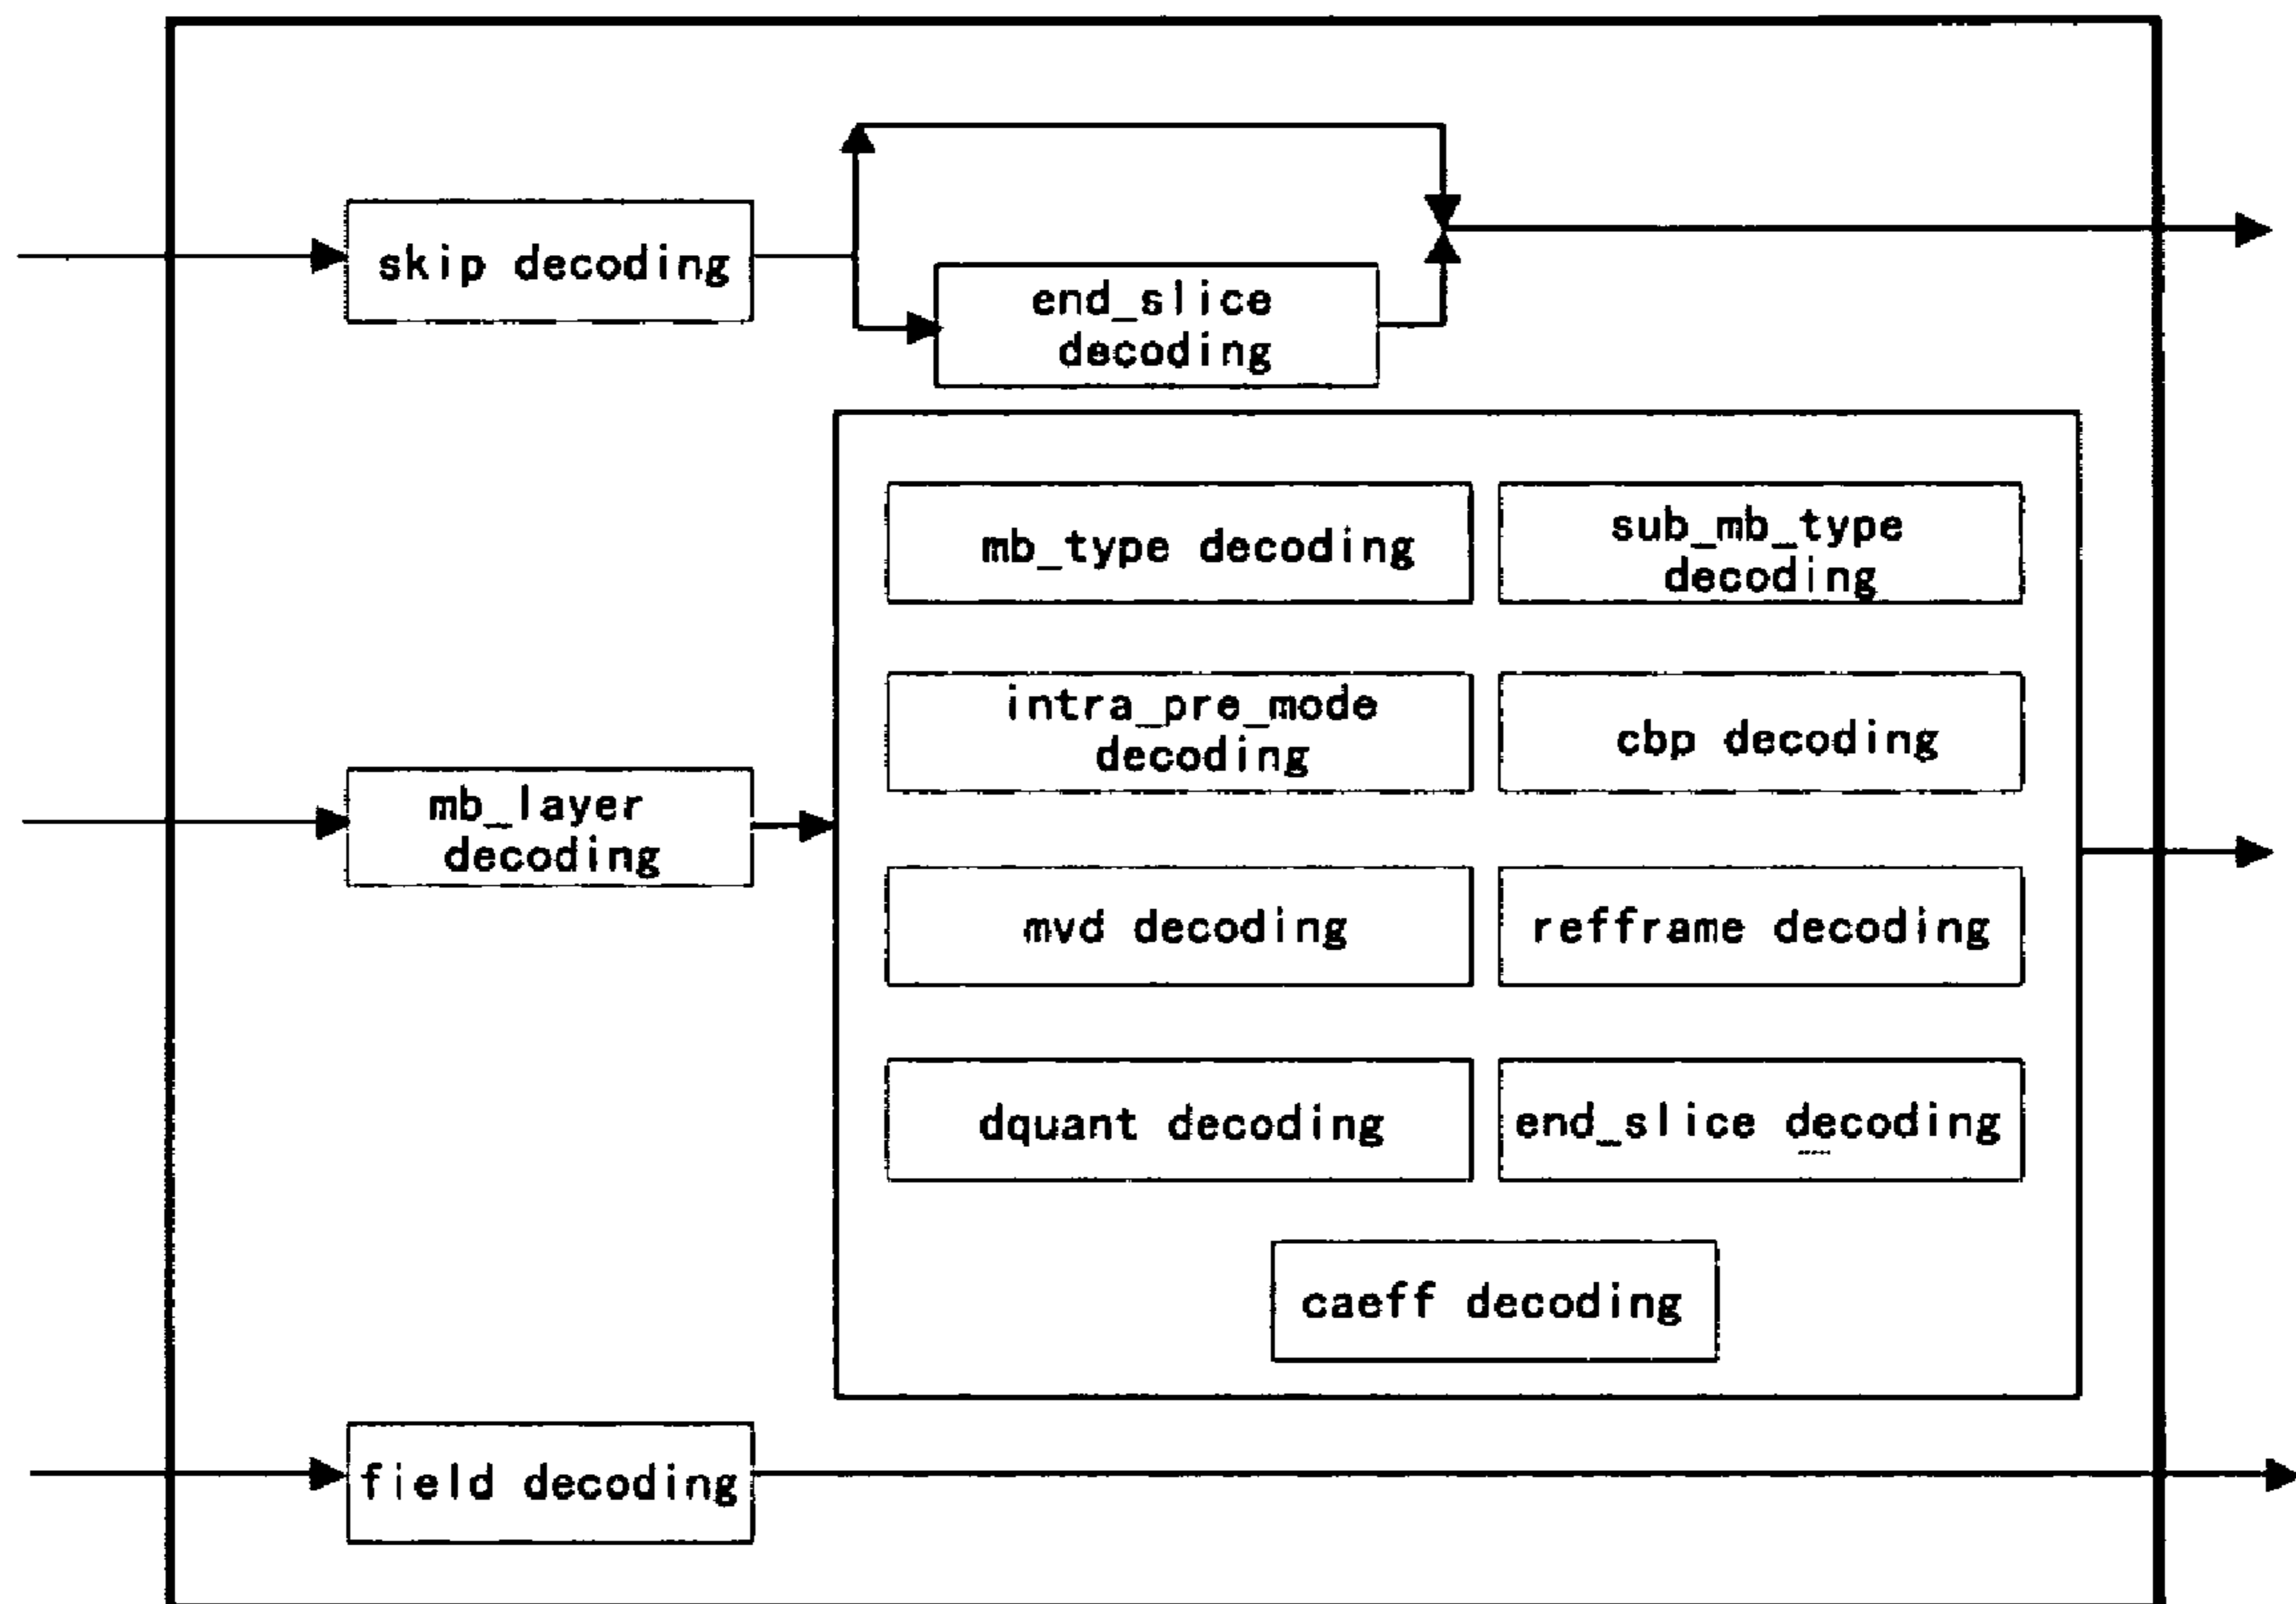 skip decoding
end_slice
decoding
mb_type decoding
sub_mb_type
decoding
intra_pre_mode
decoding
cbp decoding
mb_layer
decoding
mvd decoding
refframe decoding
dquant decoding
end_slice decoding
caeff decoding
field decoding